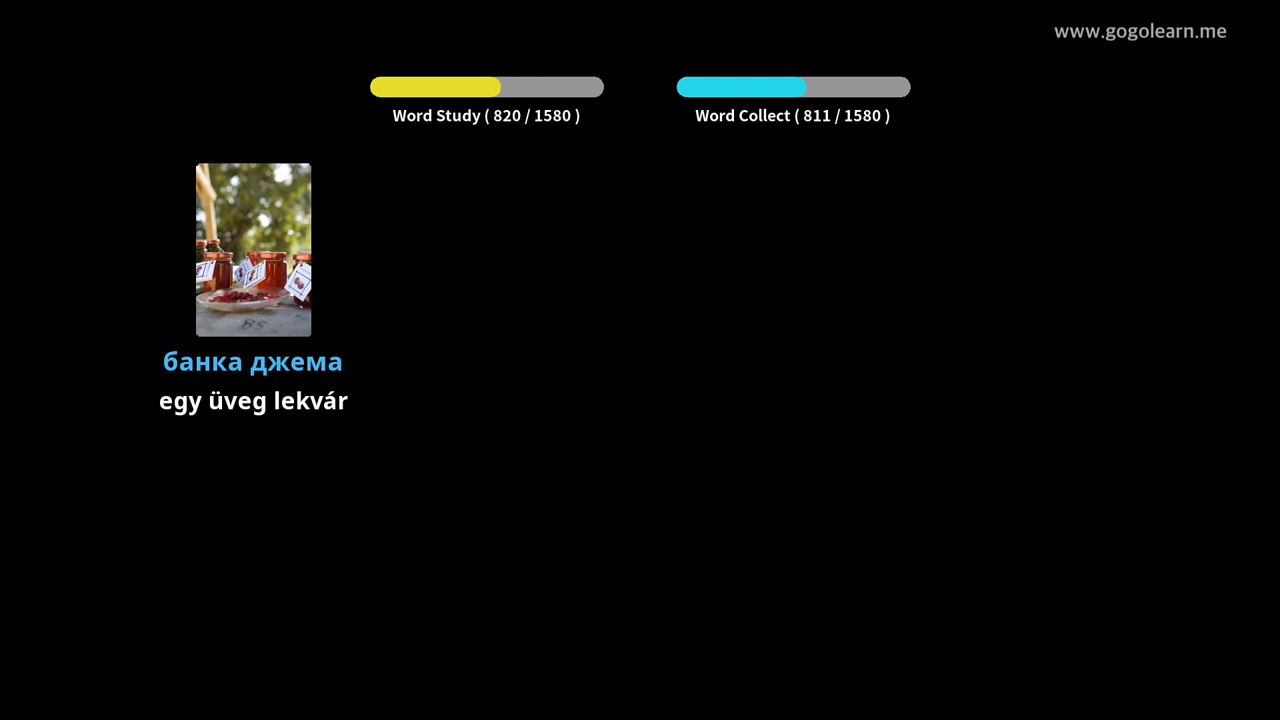 www.gogolearn.me
Word Study ( 820 / 1580 )
Word Collect ( 811 / 1580 )
банка джема
egy üveg lekvár